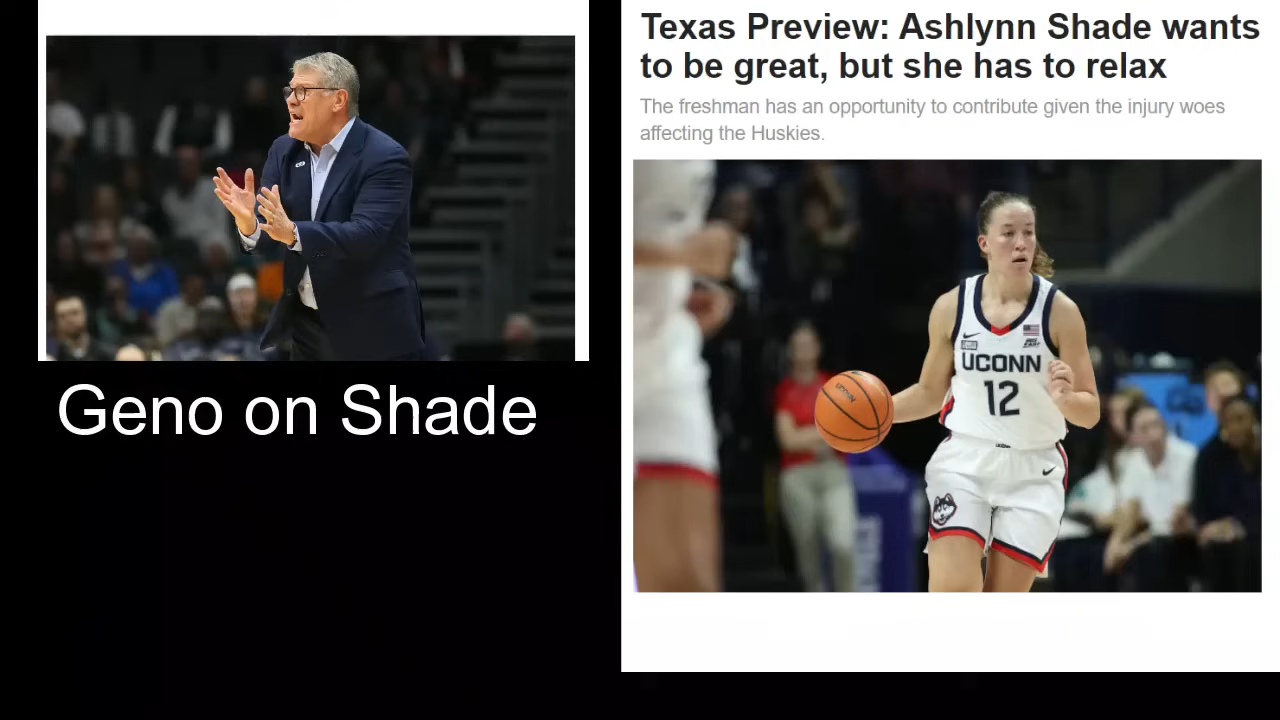 Geno on Shade
Texas Preview: Ashlynn Shade wants
to be great, but she has to relax
The freshman has an opportunity to contribute given the injury woes
affecting the Huskies.
UCONN
12